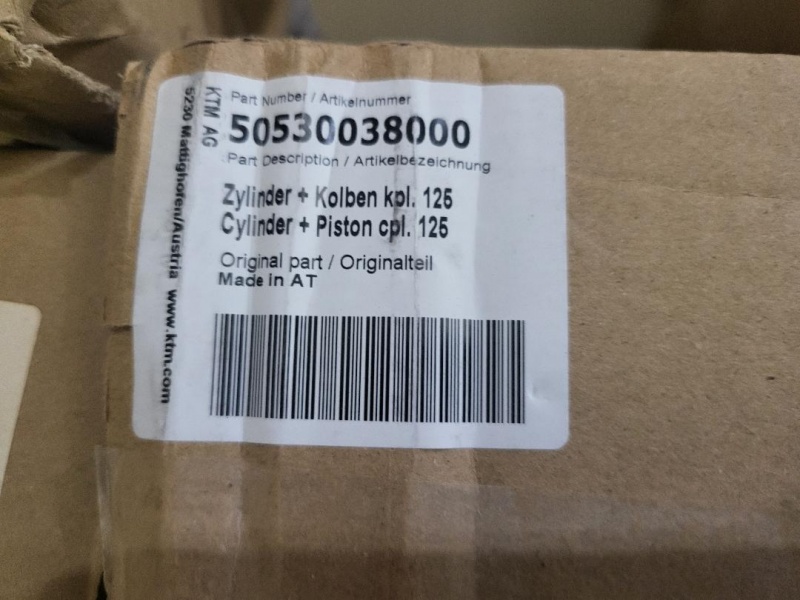 Part Number / Artikelnummer
50530038000
Part Description / Artikelbezeichnung
Zylinder + Kolben kpl. 125
Cylinder + Piston cpl. 125
Original part / Originalteil
Made in AT
KTM AG
5230 Mattighofen/Austria www.ktm.com